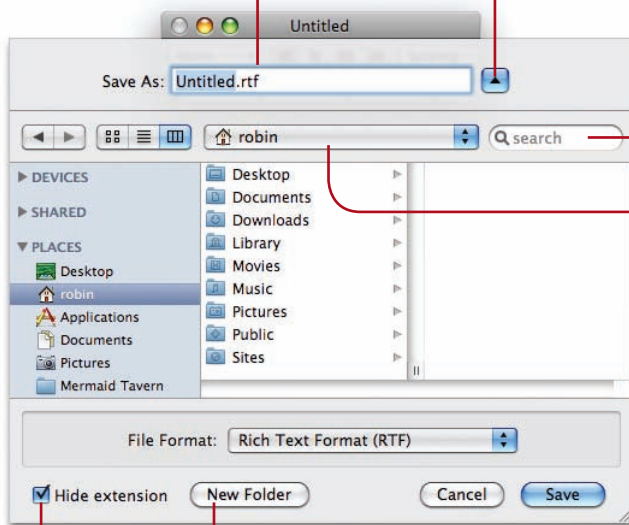 Untitled
Save As: Untitled.rtf
robin
search
DEVICES
SHARED
PLACES
Desktop
robin
Applications
Documents
Pictures
Mermaid Tavern
Desktop
Documents
Downloads
Library
Movies
Music
Pictures
Public
Sites
File Format: Rich Text Format (RTF)
Hide extension
New Folder
Cancel
Save